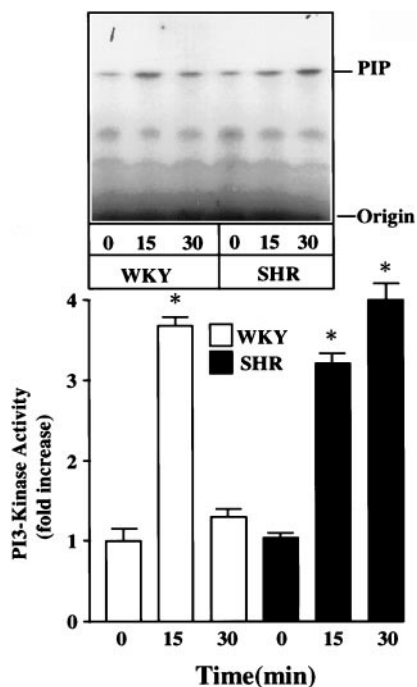 PIP
Origin
0 15 30 0 15 30
WKY SHR
4
3
2
1
0
PI3-Kinase Activity
(fold increase)
* * *
WKY
SHR
0 15 30 0 15 30
Time(min)